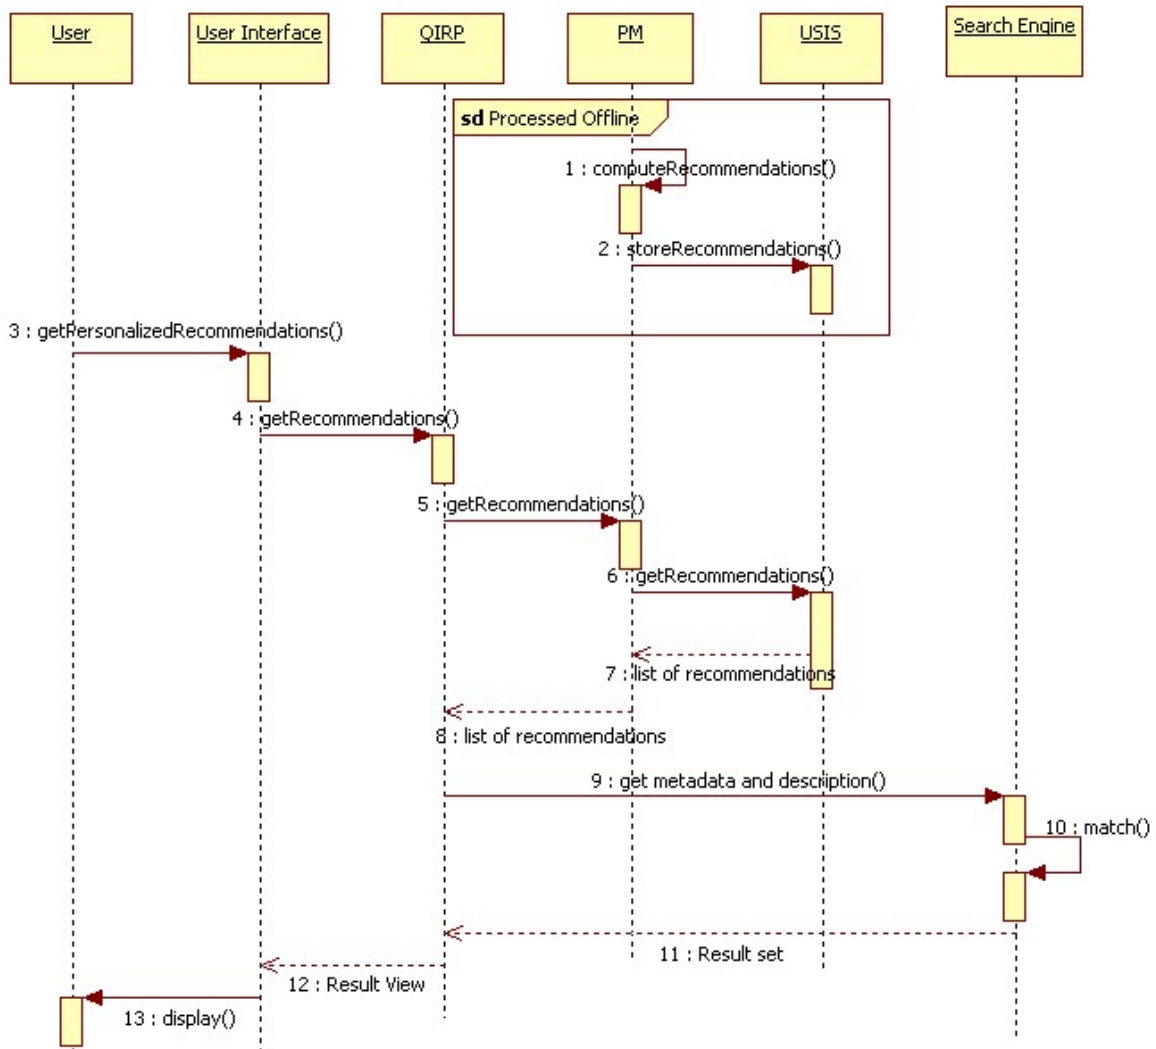 User
User Interface
QIRP
PM
USIS
Search Engine
sd Processed Offline
1 : computeRecommendations()
2 : storeRecommendations()
3 : getPersonalizedRecommendations()
4 : getRecommendations()
5 : getRecommendations()
6 : getRecommendations()
7 : list of recommendations
8 : list of recommendations
9 : get metadata and description()
10 : match()
11 : Result set
12 : Result View
13 : display()